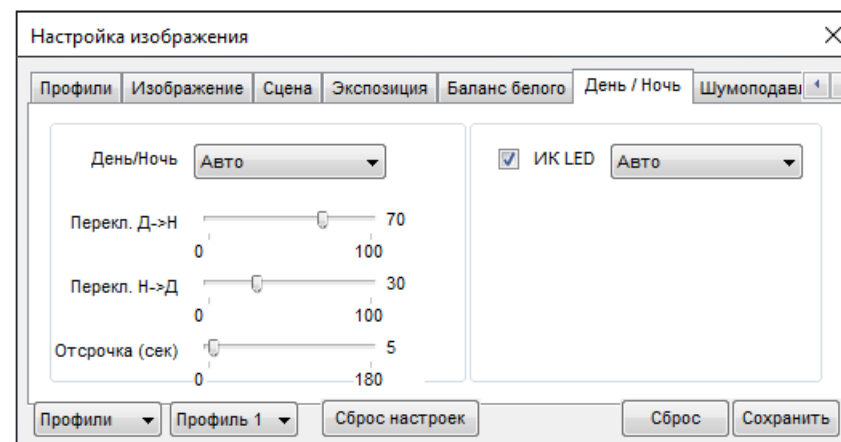 Настройка изображения
Профили Изображение Сцена Экспозиция Баланс белого День / Ночь Шумоподав
День/Ночь Авто
ИК LED Авто
Перекл. Д->Н 70
0 100
Перекл. Н->Д 30
0 100
Отсрочка (сек) 5
0 180
Профили Профиль 1 Сброс настроек Сброс Сохранить